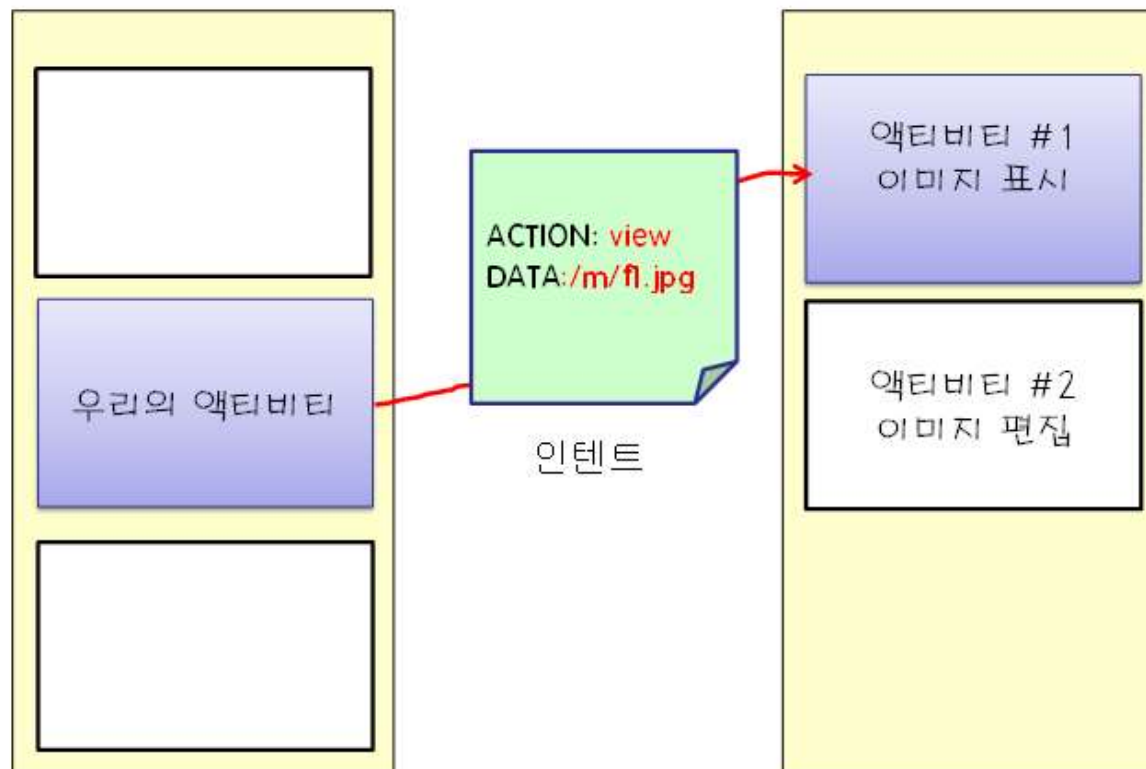 액티비티 #1
이미지 표시
ACTION: view
DATA:/m/f1.jpg
우리의 액티비티
액티비티 #2
이미지 편집
인텐트